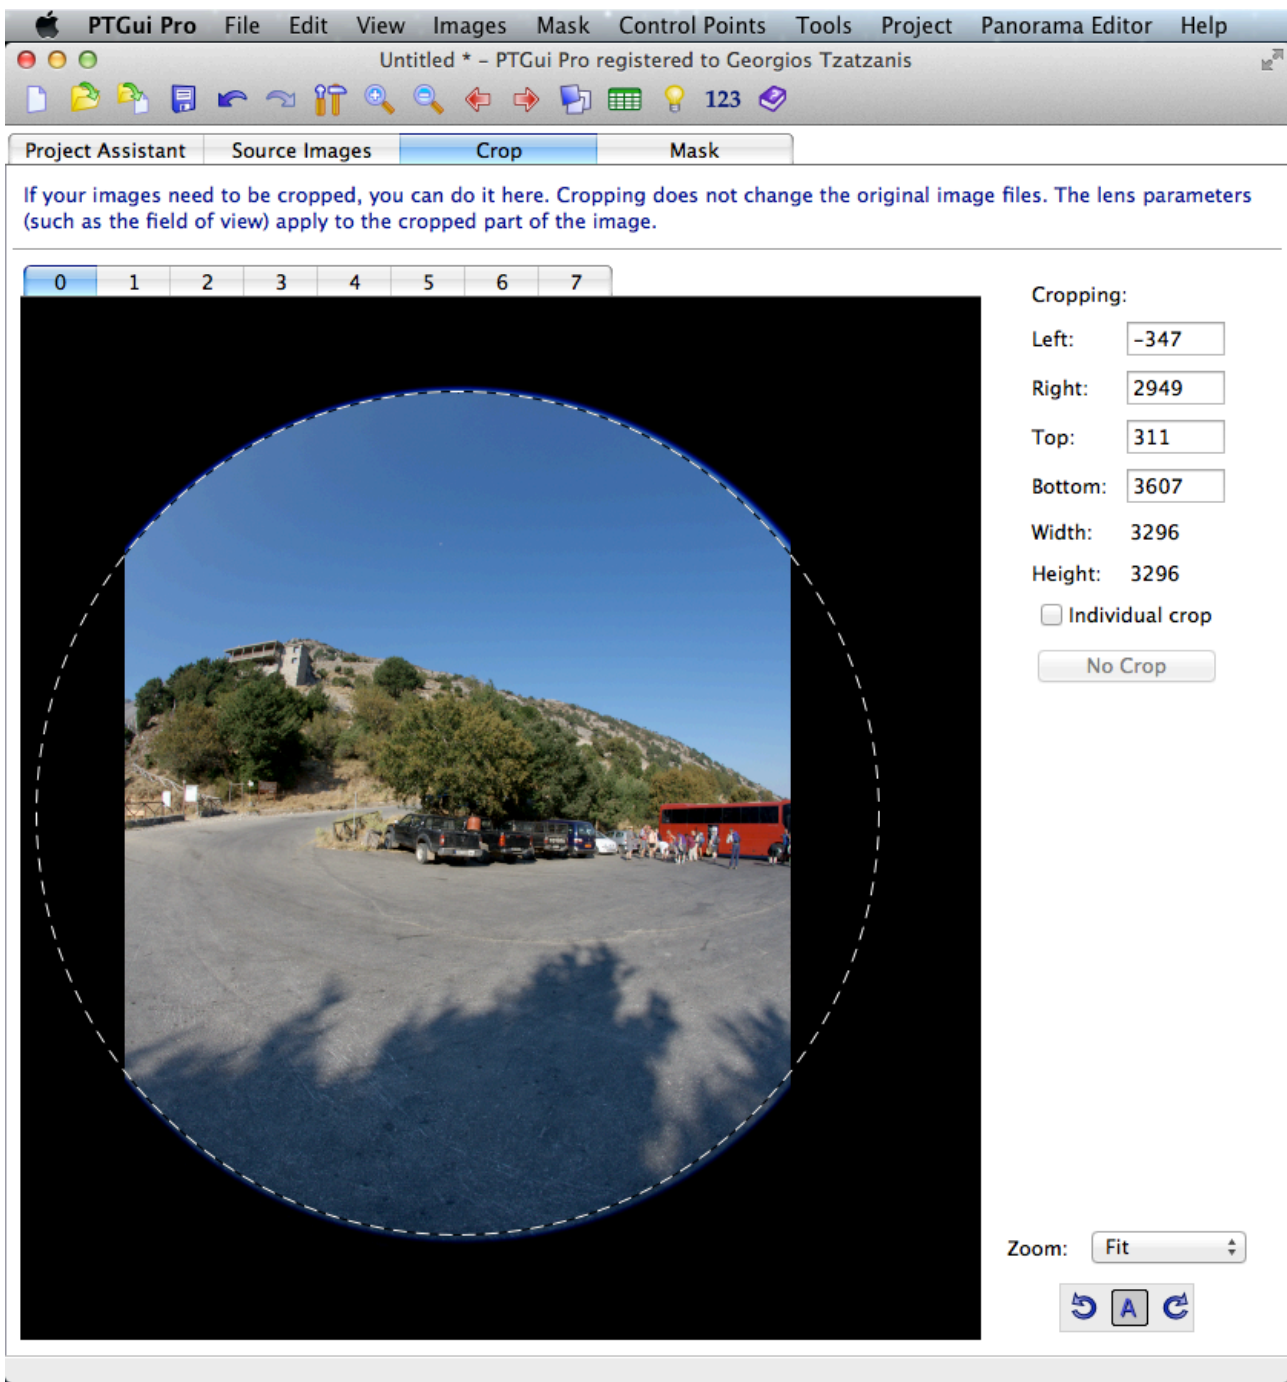 PTGui Pro File Edit View Images Mask Control Points Tools Project Panorama Editor Help
Untitled * – PTGui Pro registered to Georgios Tzatzanis
123
Project Assistant Source Images Crop Mask
If your images need to be cropped, you can do it here. Cropping does not change the original image files. The lens parameters
(such as the field of view) apply to the cropped part of the image.
0 1 2 3 4 5 6 7
Cropping:
Left: -347
Right: 2949
Top: 311
Bottom: 3607
Width: 3296
Height: 3296
Individual crop
No Crop
Zoom: Fit
A